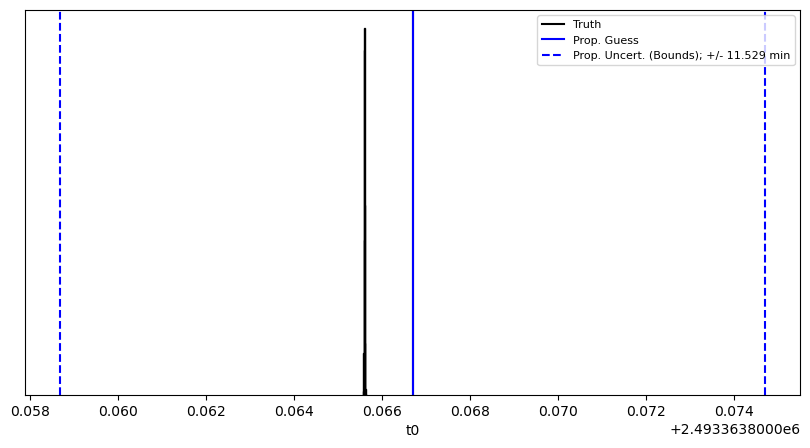 Truth
Prop. Guess
Prop. Uncert. (Bounds); +/- 11.529 min
0.058 0.060 0.062 0.064 0.066 0.068 0.070 0.072 0.074
t0
+2.4933638000e6